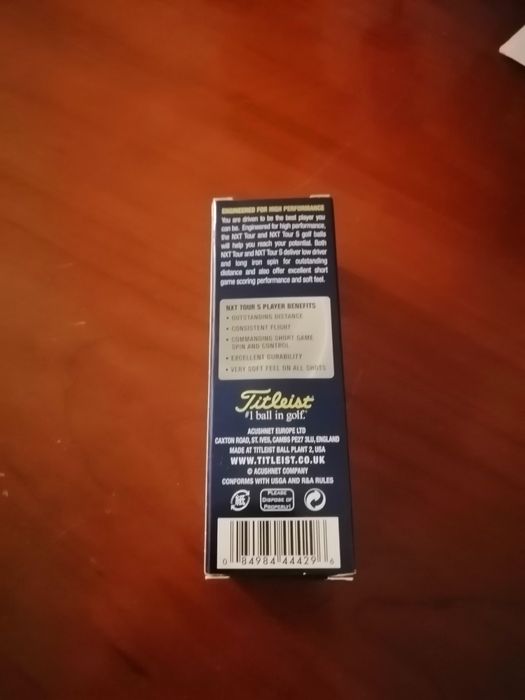 ENGINEERED FOR HIGH PERFORMANCE
You are driven to be the best player you
can be. Engineered for high performance,
the NXT Tour and NXT Tour S golf balls
will help you reach your potential. Both
NXT Tour and NXT Tour S deliver low driver
and long iron spin for outstanding
distance and also offer excellent short
game scoring performance and soft feel.
NXT TOUR S PLAYER BENEFITS
• OUTSTANDING DISTANCE
• CONSISTENT FLIGHT
• COMMANDING SHORT GAME
SPIN AND CONTROL
• EXCELLENT DURABILITY
• VERY SOFT FEEL ON ALL SHOTS
Titleist
#1 ball in golf.
ACUSHNET EUROPE LTD
CAXTON ROAD, ST. IVES, CAMBS PE27 3LU, ENGLAND
MADE AT TITLEIST BALL PLANT 2, USA
WWW.TITLEIST.CO.UK
© ACUSHNET COMPANY
CONFORMS WITH USGA AND R&A RULES
PLEASE
DISPOSE OF
PROPERLY!
0 84984 44429 6